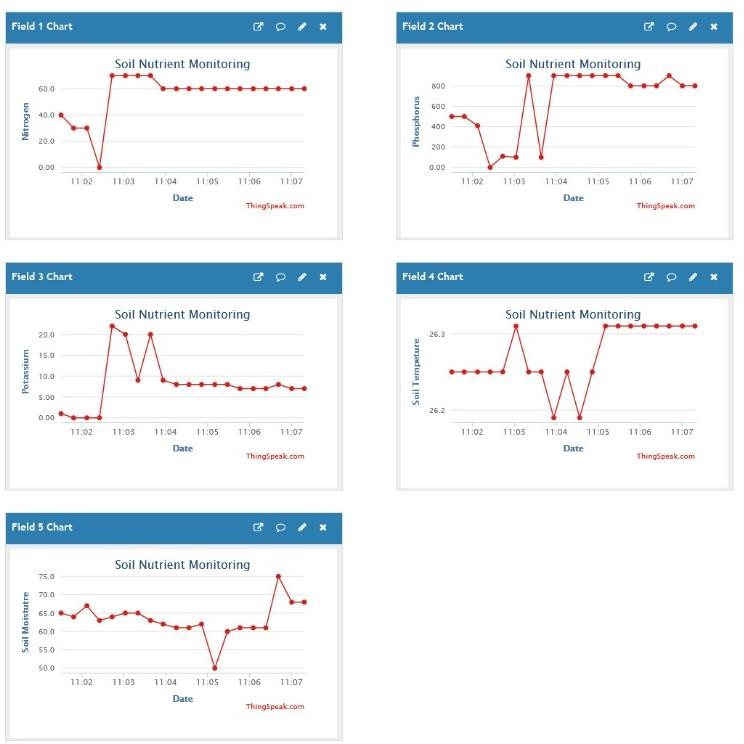 Field 1 Chart
Soil Nutrient Monitoring
Nitrogen
60.0
40.0
20.0
0.00
11:02 11:03 11:04 11:05 11:06 11:07
Date
ThingSpeak.com
Field 2 Chart
Soil Nutrient Monitoring
Phosphorus
800
600
400
200
0.00
11:02 11:03 11:04 11:05 11:06 11:07
Date
ThingSpeak.com
Field 3 Chart
Soil Nutrient Monitoring
Potassium
20.0
15.0
10.0
5.00
0.00
11:02 11:03 11:04 11:05 11:06 11:07
Date
ThingSpeak.com
Field 4 Chart
Soil Nutrient Monitoring
Soil Tempeture
26.3
26.2
11:02 11:03 11:04 11:05 11:06 11:07
Date
ThingSpeak.com
Field 5 Chart
Soil Nutrient Monitoring
Soil Moistutre
75.0
70.0
65.0
60.0
55.0
50.0
11:02 11:03 11:04 11:05 11:06 11:07
Date
ThingSpeak.com